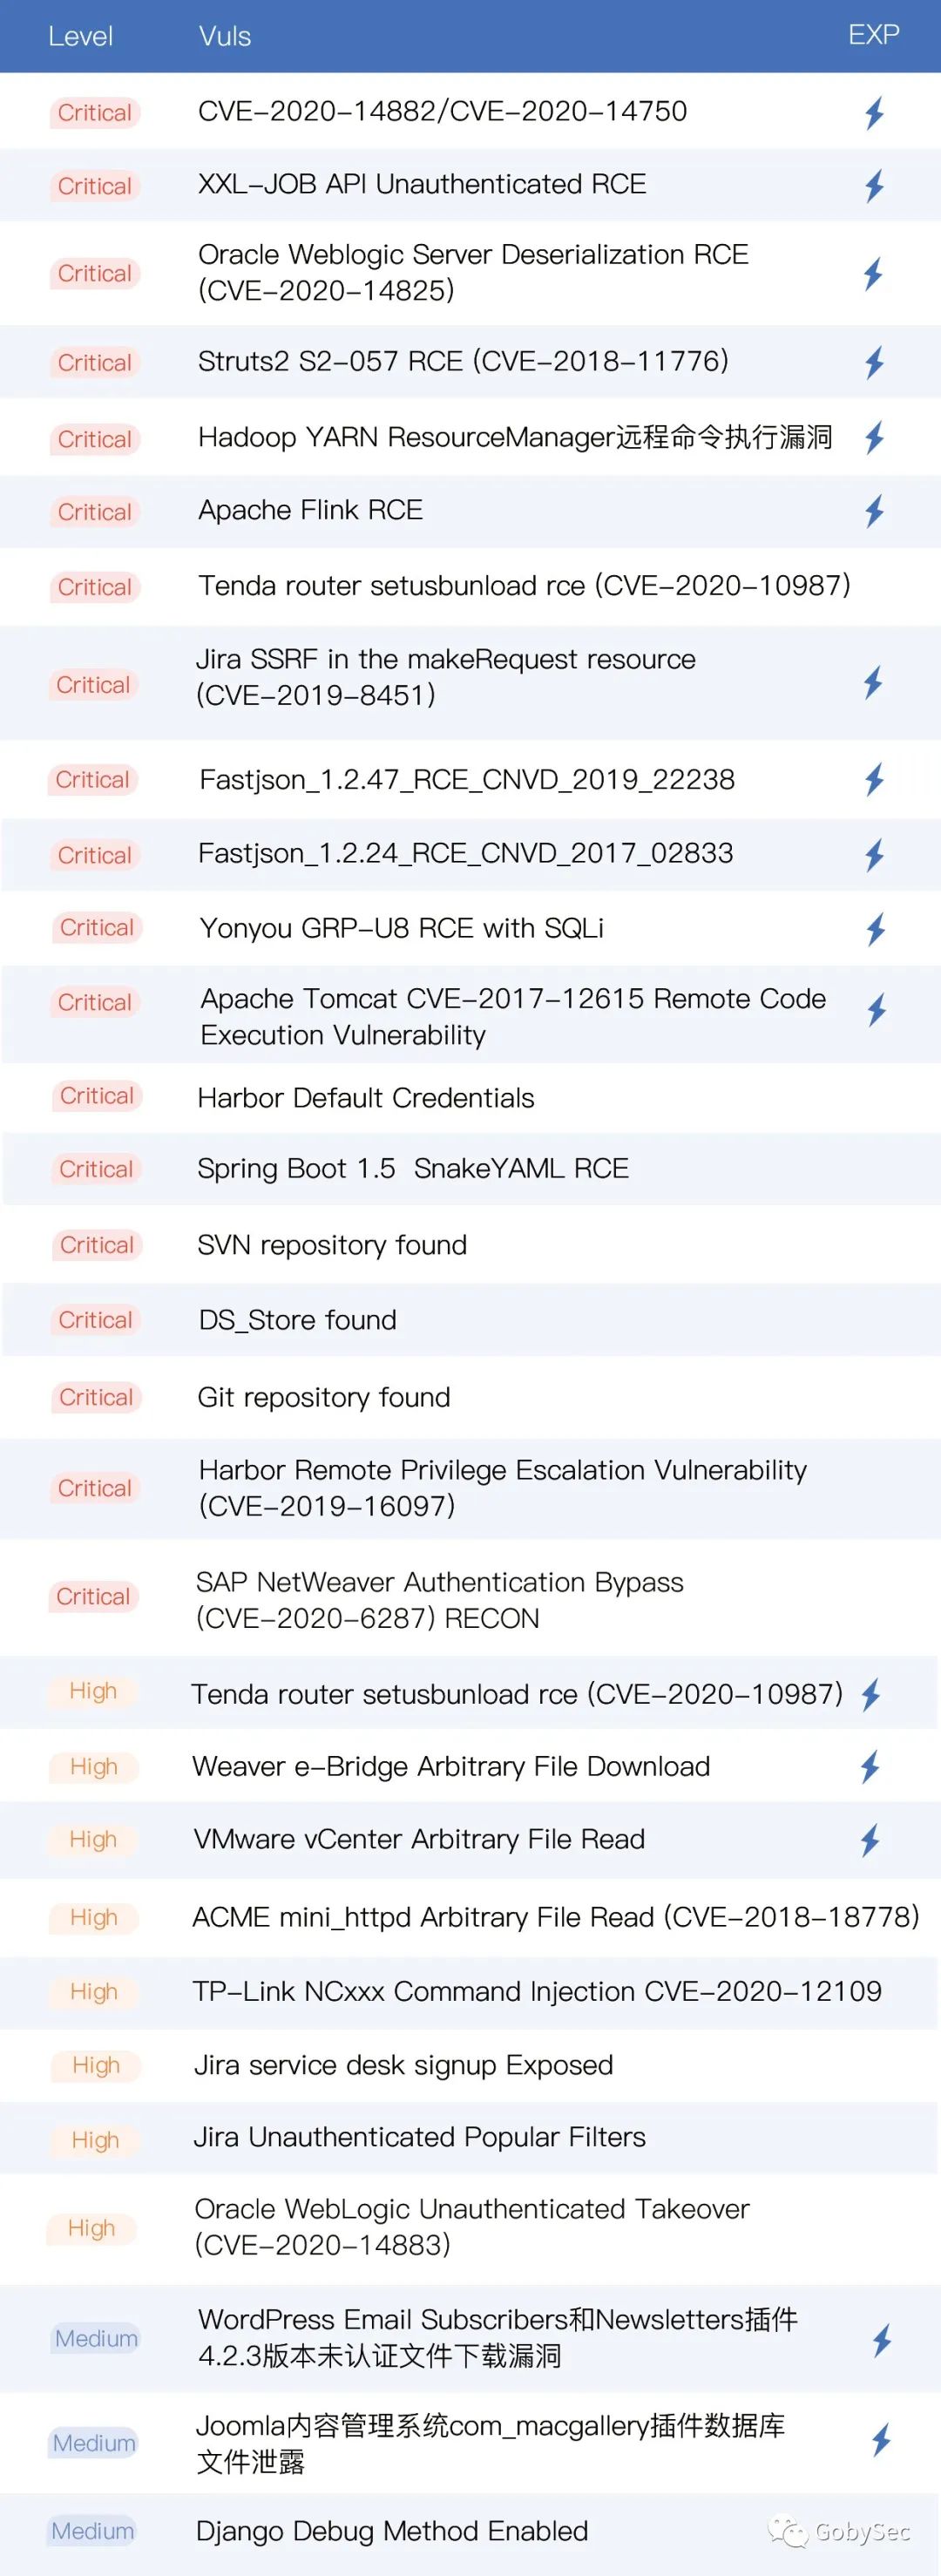 Level Vuls EXP
Critical CVE-2020-14882/CVE-2020-14750
Critical XXL-JOB API Unauthenticated RCE
Critical Oracle Weblogic Server Deserialization RCE
(CVE-2020-14825)
Critical Struts2 S2-057 RCE (CVE-2018-11776)
Critical Hadoop YARN ResourceManager远程命令执行漏洞
Critical Apache Flink RCE
Critical Tenda router setusbunload rce (CVE-2020-10987)
Critical Jira SSRF in the makeRequest resource
(CVE-2019-8451)
Critical Fastjson_1.2.47_RCE_CNVD_2019_22238
Critical Fastjson_1.2.24_RCE_CNVD_2017_02833
Critical Yonyou GRP-U8 RCE with SQLi
Critical Apache Tomcat CVE-2017-12615 Remote Code
Execution Vulnerability
Critical Harbor Default Credentials
Critical Spring Boot 1.5 SnakeYAML RCE
Critical SVN repository found
Critical DS_Store found
Critical Git repository found
Critical Harbor Remote Privilege Escalation Vulnerability
(CVE-2019-16097)
Critical SAP NetWeaver Authentication Bypass
(CVE-2020-6287) RECON
High Tenda router setusbunload rce (CVE-2020-10987)
High Weaver e-Bridge Arbitrary File Download
High VMware vCenter Arbitrary File Read
High ACME mini_httpd Arbitrary File Read (CVE-2018-18778)
High TP-Link NCxxx Command Injection CVE-2020-12109
High Jira service desk signup Exposed
High Jira Unauthenticated Popular Filters
High Oracle WebLogic Unauthenticated Takeover
(CVE-2020-14883)
Medium WordPress Email Subscribers和Newsletters插件
4.2.3版本未认证文件下载漏洞
Medium Joomla内容管理系统com_macgallery插件数据库
文件泄露
Medium Django Debug Method Enabled
GobySec